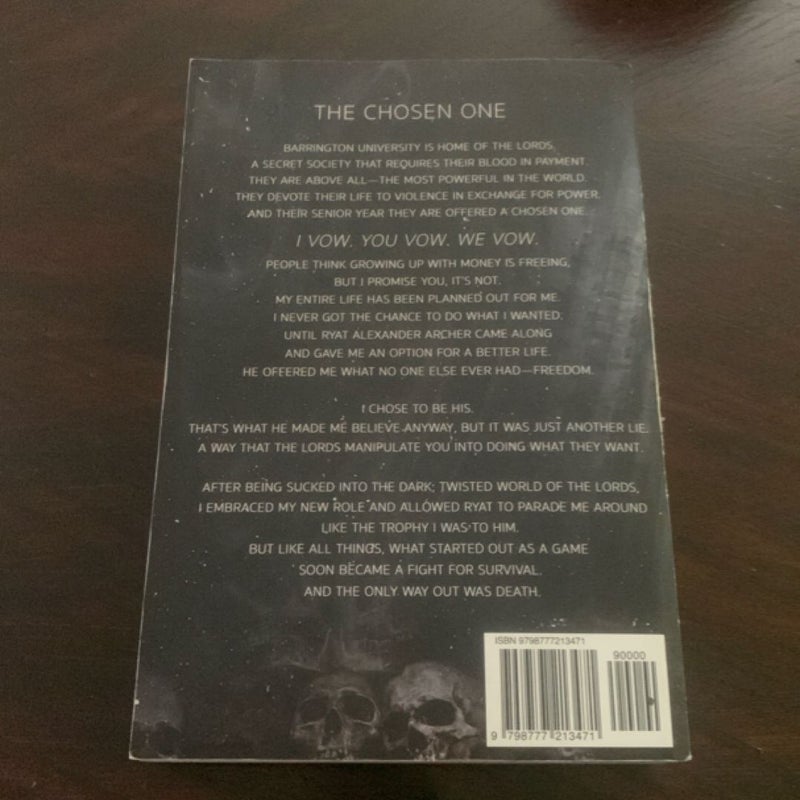 THE CHOSEN ONE
BARRINGTON UNIVERSITY IS HOME OF THE LORDS,
A SECRET SOCIETY THAT REQUIRES THEIR BLOOD IN PAYMENT.
THEY ARE ABOVE ALL—THE MOST POWERFUL IN THE WORLD.
THEY DEVOTE THEIR LIFE TO VIOLENCE IN EXCHANGE FOR POWER.
AND THEIR SENIOR YEAR THEY ARE OFFERED A CHOSEN ONE.
I VOW. YOU VOW. WE VOW.
PEOPLE THINK GROWING UP WITH MONEY IS FREEING,
BUT I PROMISE YOU, IT'S NOT.
MY ENTIRE LIFE HAS BEEN PLANNED OUT FOR ME.
I NEVER GOT THE CHANCE TO DO WHAT I WANTED,
UNTIL RYAT ALEXANDER ARCHER CAME ALONG
AND GAVE ME AN OPTION FOR A BETTER LIFE.
HE OFFERED ME WHAT NO ONE ELSE EVER HAD—FREEDOM.
I CHOSE TO BE HIS.
THAT'S WHAT HE MADE ME BELIEVE ANYWAY, BUT IT WAS JUST ANOTHER LIE.
A WAY THAT THE LORDS MANIPULATE YOU INTO DOING WHAT THEY WANT.
AFTER BEING SUCKED INTO THE DARK, TWISTED WORLD OF THE LORDS,
I EMBRACED MY NEW ROLE AND ALLOWED RYAT TO PARADE ME AROUND
LIKE THE TROPHY I WAS TO HIM.
BUT LIKE ALL THINGS, WHAT STARTED OUT AS A GAME
SOON BECAME A FIGHT FOR SURVIVAL.
AND THE ONLY WAY OUT WAS DEATH.
ISBN 9798777213471
90000
9 798777 213471